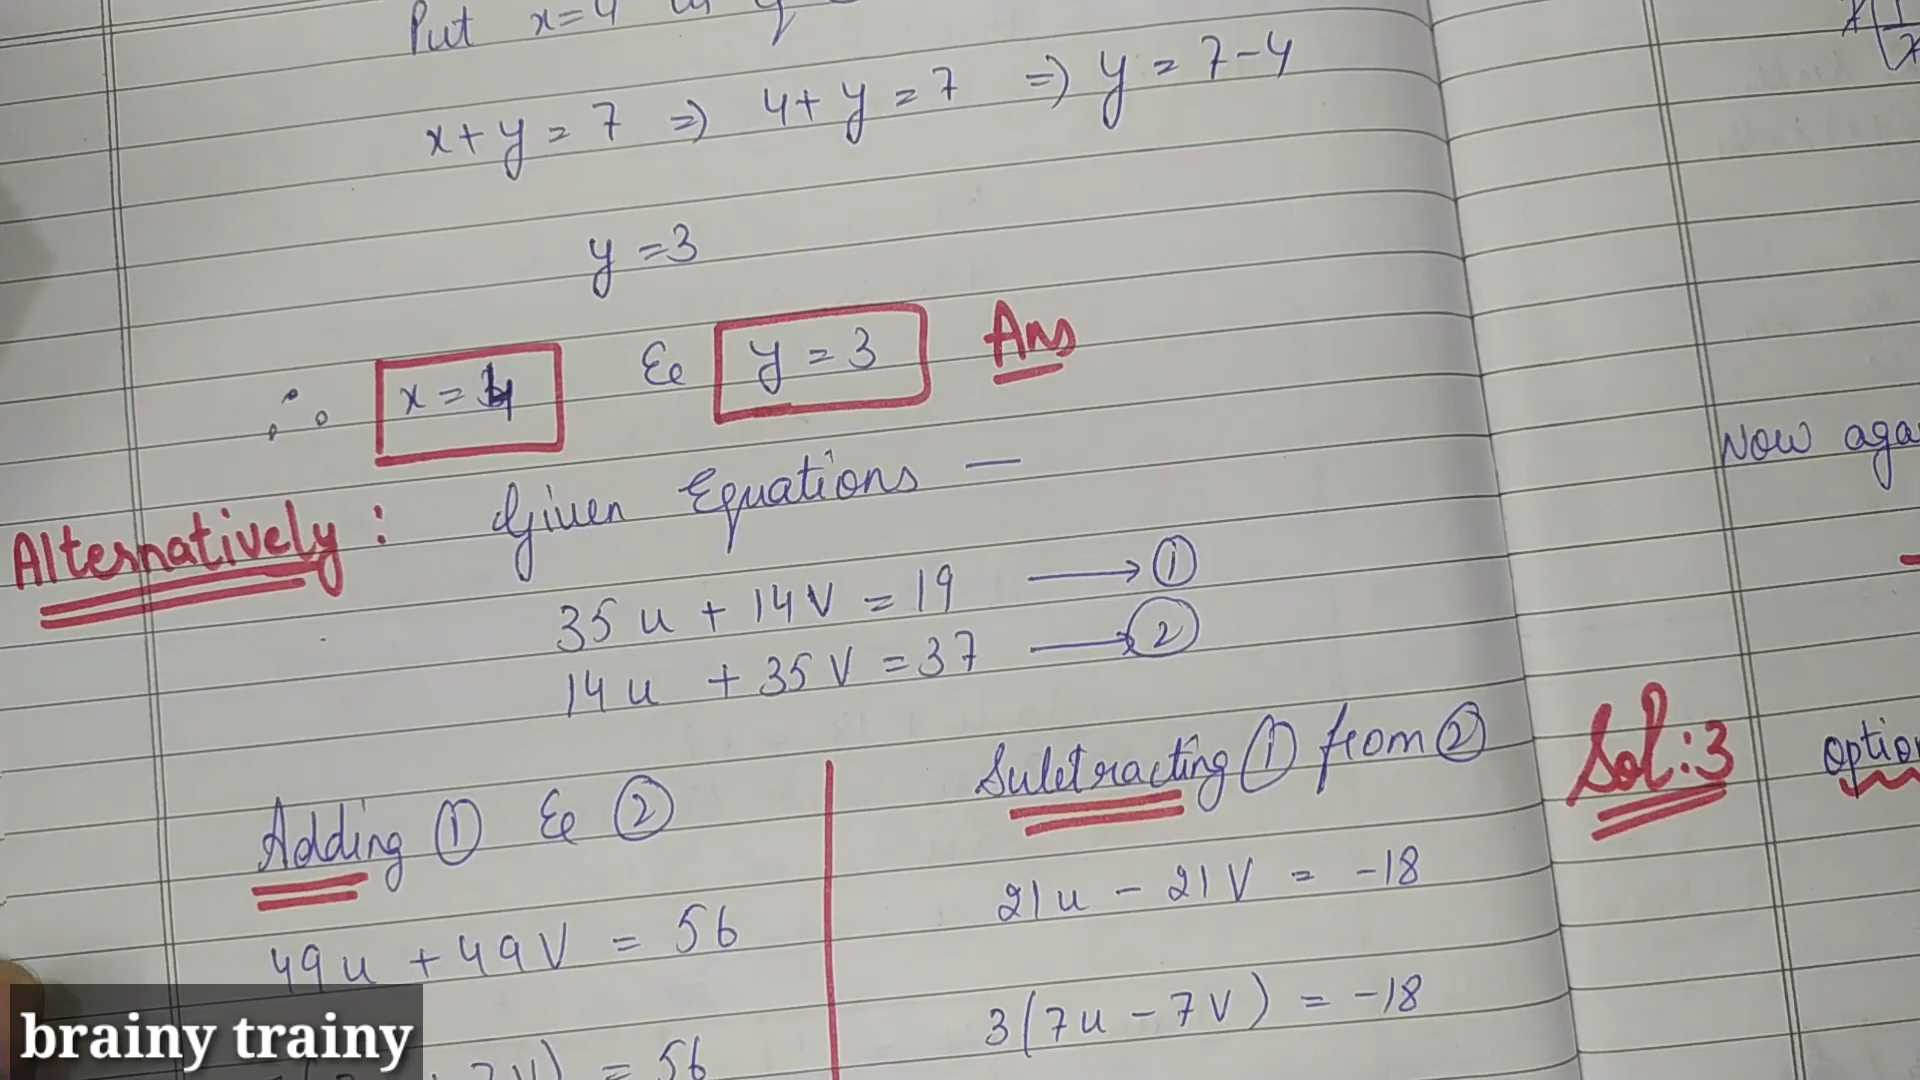 Put x=4 in
x+y=7 => 4+y=7 => y=7-4
y=3
∴ x=4 & y=3 Ans
Alternatively: Given Equations —
35u + 14V = 19 → ①
14u + 35V = 37 → ②
Adding ① & ②
49u + 49V = 56
= 56
Subtracting ① from ②
21u - 21V = -18
3(7u - 7V) = -18
Now
Sol:3
brainy trainy